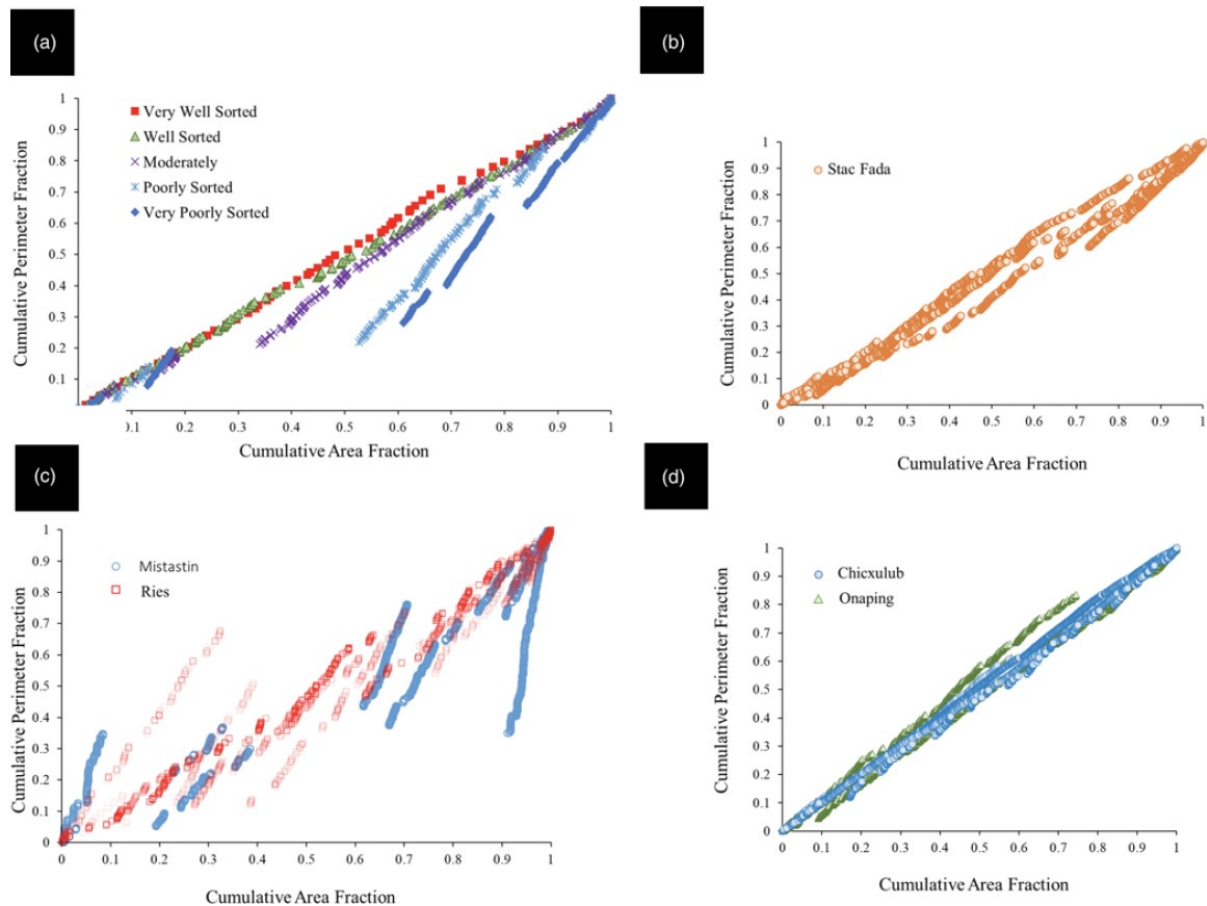 (a)
Cumulative Perimeter Fraction
1
0.9
0.8
0.7
0.6
0.5
0.4
0.3
0.2
0.1
Very Well Sorted
Well Sorted
Moderately
Poorly Sorted
Very Poorly Sorted
0.1 0.2 0.3 0.4 0.5 0.6 0.7 0.8 0.9 1
Cumulative Area Fraction
(b)
Cumulative Perimeter Fraction
1
0.9
0.8
0.7
0.6
0.5
0.4
0.3
0.2
0.1
0
Stac Fada
0 0.1 0.2 0.3 0.4 0.5 0.6 0.7 0.8 0.9 1
Cumulative Area Fraction
(c)
Cumulative Perimeter Fraction
1
0.9
0.8
0.7
0.6
0.5
0.4
0.3
0.2
0.1
0
Mistastin
Ries
0 0.1 0.2 0.3 0.4 0.5 0.6 0.7 0.8 0.9 1
Cumulative Area Fraction
(d)
Cumulative Perimeter Fraction
1
0.9
0.8
0.7
0.6
0.5
0.4
0.3
0.2
0.1
0
Chicxulub
Onaping
0 0.1 0.2 0.3 0.4 0.5 0.6 0.7 0.8 0.9 1
Cumulative Area Fraction